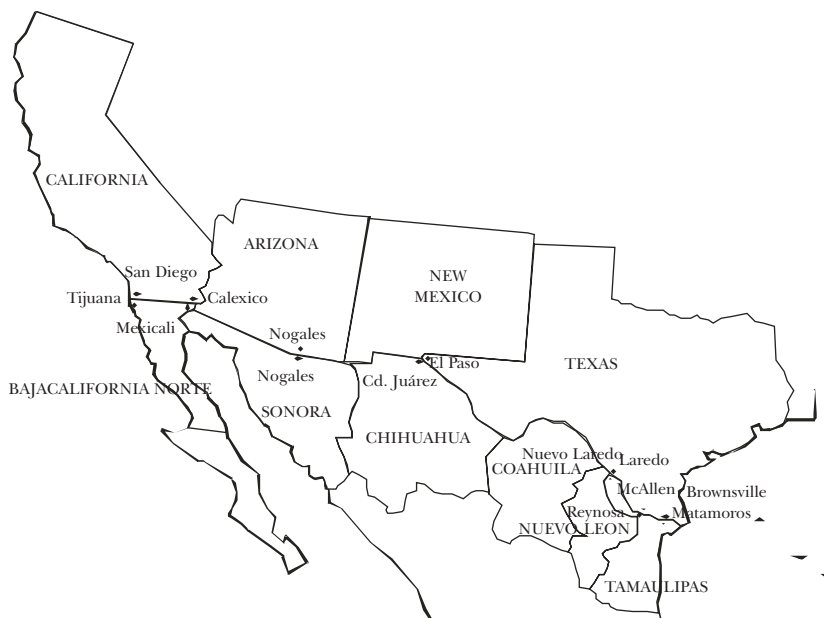 CALIFORNIA
ARIZONA
San Diego
NEW
MEXICO
Tijuana
Calexico
Mexicali
Nogales
El Paso
TEXAS
Nogales
Cd. Juárez
BAJACALIFORNIA NORTE
SONORA
CHIHUAHUA
Nuevo Laredo
Laredo
COAHUILA
McAllen
Brownsville
Reynosa
Matamoros
NUEVO LEON
TAMAULIPAS